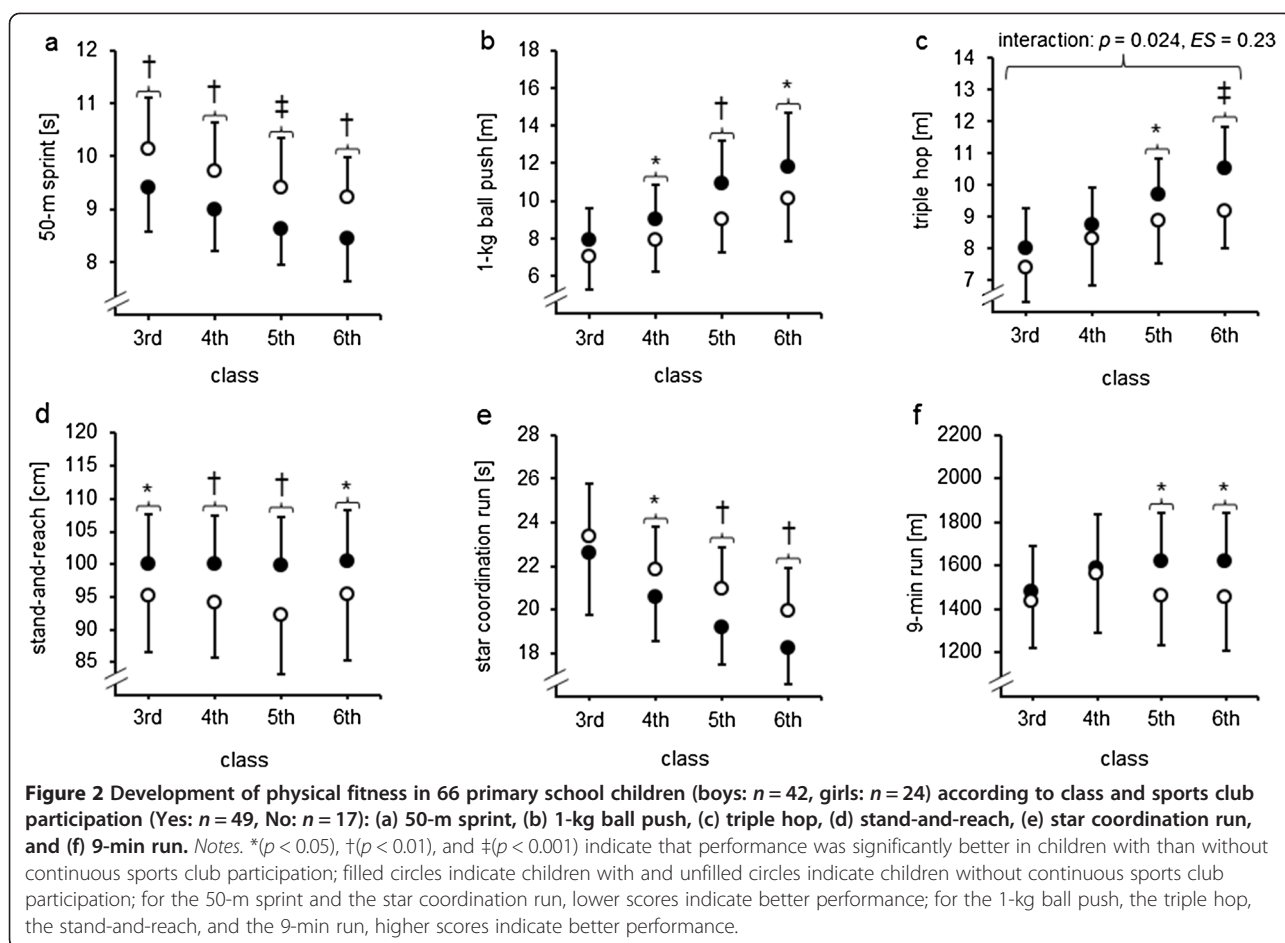 a
12
11
10
9
8
50-m sprint [s]
†
†
‡
†
3rd 4th 5th 6th
class
b
18
16
14
12
10
8
6
1-kg ball push [m]
*
†
*
3rd 4th 5th 6th
class
c
interaction: p = 0.024, ES = 0.23
14
13
12
11
10
9
8
7
triple hop [m]
*
‡
3rd 4th 5th 6th
class
d
120
115
110
105
100
95
90
85
stand-and-reach [cm]
*
†
†
*
3rd 4th 5th 6th
class
e
28
26
24
22
20
18
star coordination run [s]
*
†
†
3rd 4th 5th 6th
class
f
2200
2000
1800
1600
1400
1200
9-min run [m]
*
*
3rd 4th 5th 6th
class
Figure 2 Development of physical fitness in 66 primary school children (boys: n = 42, girls: n = 24) according to class and sports club
participation (Yes: n = 49, No: n = 17): (a) 50-m sprint, (b) 1-kg ball push, (c) triple hop, (d) stand-and-reach, (e) star coordination run,
and (f) 9-min run. Notes. *(p < 0.05), †(p < 0.01), and ‡(p < 0.001) indicate that performance was significantly better in children with than without
continuous sports club participation; filled circles indicate children with and unfilled circles indicate children without continuous sports club
participation; for the 50-m sprint and the star coordination run, lower scores indicate better performance; for the 1-kg ball push, the triple hop,
the stand-and-reach, and the 9-min run, higher scores indicate better performance.